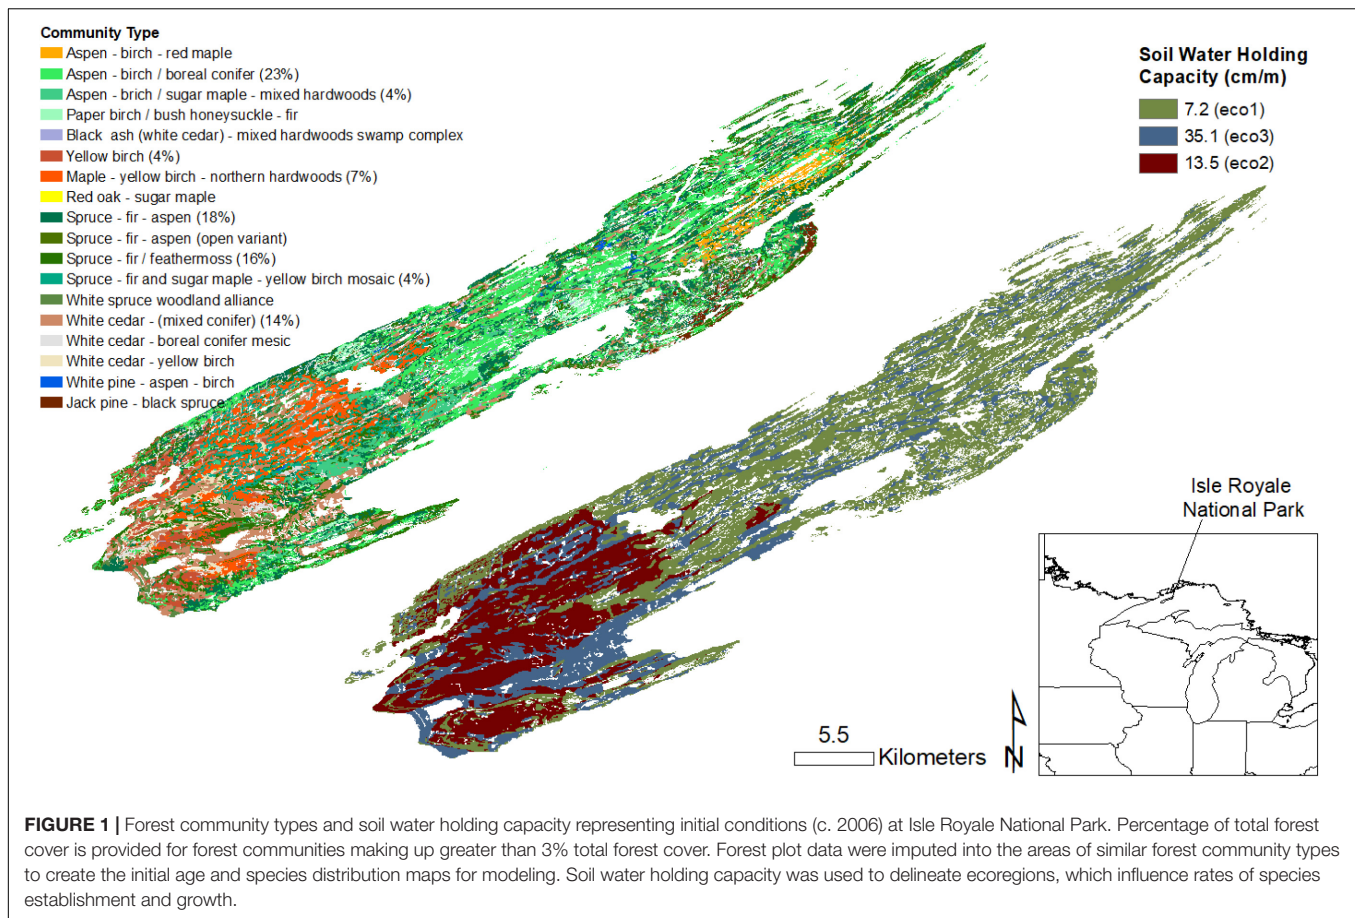 Community Type
Aspen - birch - red maple
Aspen - birch / boreal conifer (23%)
Aspen - brich / sugar maple - mixed hardwoods (4%)
Paper birch / bush honeysuckle - fir
Black ash (white cedar) - mixed hardwoods swamp complex
Yellow birch (4%)
Maple - yellow birch - northern hardwoods (7%)
Red oak - sugar maple
Spruce - fir - aspen (18%)
Spruce - fir - aspen (open variant)
Spruce - fir / feathermoss (16%)
Spruce - fir and sugar maple - yellow birch mosaic (4%)
White spruce woodland alliance
White cedar - (mixed conifer) (14%)
White cedar - boreal conifer mesic
White cedar - yellow birch
White pine - aspen - birch
Jack pine - black spruce
Soil Water Holding
Capacity (cm/m)
7.2 (eco1)
35.1 (eco3)
13.5 (eco2)
Isle Royale
National Park
5.5
Kilometers
N
FIGURE 1 | Forest community types and soil water holding capacity representing initial conditions (c. 2006) at Isle Royale National Park. Percentage of total forest
cover is provided for forest communities making up greater than 3% total forest cover. Forest plot data were imputed into the areas of similar forest community types
to create the initial age and species distribution maps for modeling. Soil water holding capacity was used to delineate ecoregions, which influence rates of species
establishment and growth.